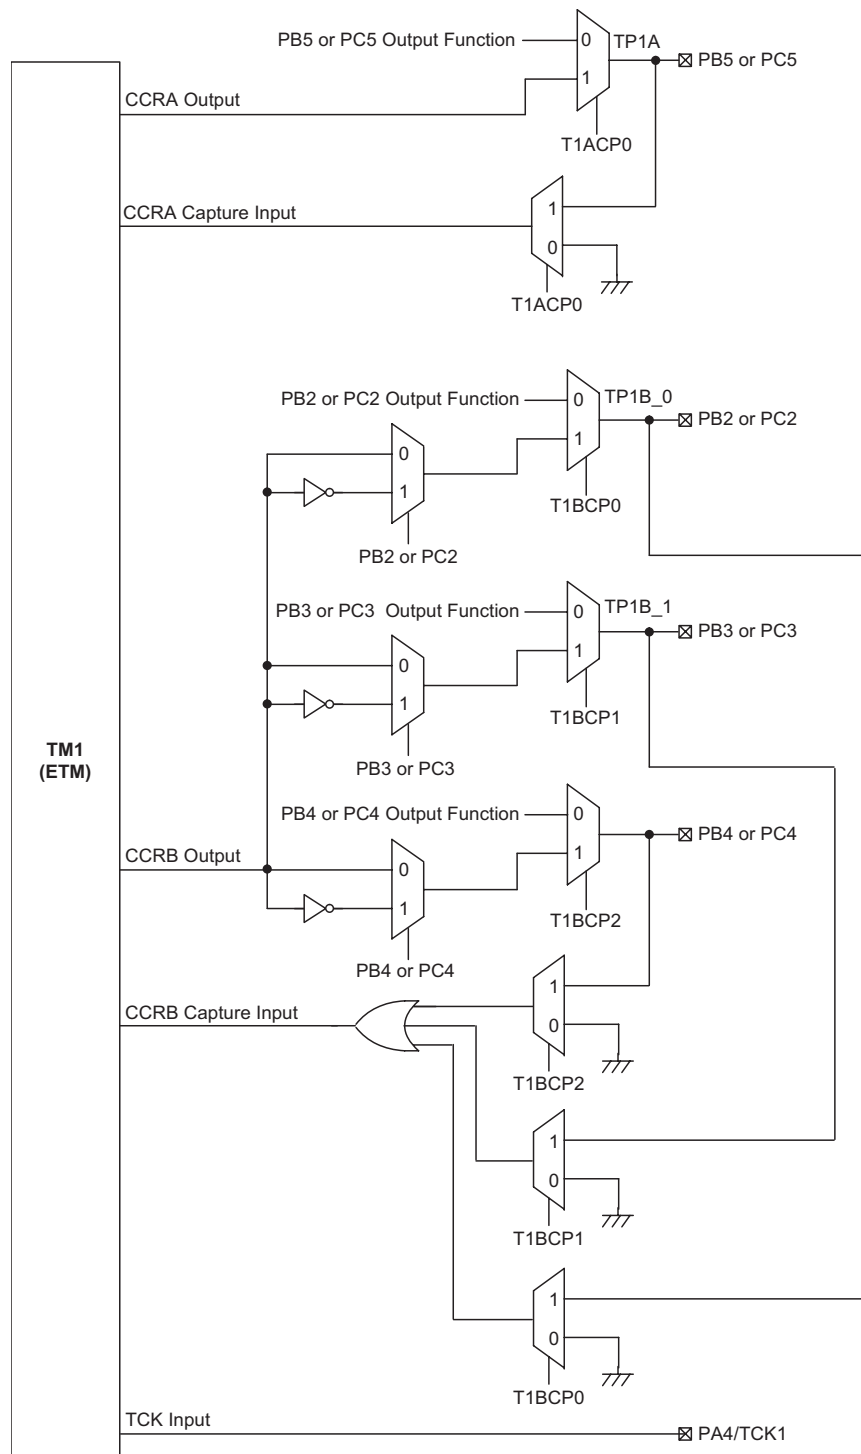 PB5 or PC5 Output Function
0
TP1A
PB5 or PC5
1
CCRA Output
T1ACP0
CCRA Capture Input
1
0
T1ACP0
PB2 or PC2 Output Function
0
TP1B_0
PB2 or PC2
1
0
1
T1BCP0
PB2 or PC2
PB3 or PC3 Output Function
0
TP1B_1
PB3 or PC3
1
0
1
T1BCP1
PB3 or PC3
TM1
(ETM)
PB4 or PC4 Output Function
0
PB4 or PC4
1
CCRB Output
0
1
T1BCP2
PB4 or PC4
CCRB Capture Input
1
0
T1BCP2
1
0
T1BCP1
1
0
T1BCP0
TCK Input
PA4/TCK1